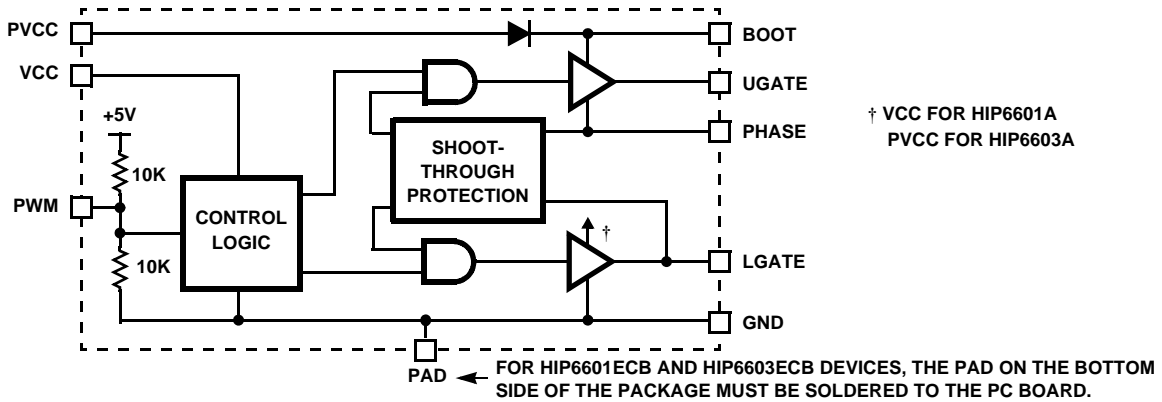 PVCC
BOOT
VCC
UGATE
+5V
† VCC FOR HIP6601A
PHASE
PVCC FOR HIP6603A
SHOOT-
THROUGH
PROTECTION
10K
PWM
CONTROL
LOGIC
†
10K
LGATE
GND
PAD
FOR HIP6601ECB AND HIP6603ECB DEVICES, THE PAD ON THE BOTTOM
SIDE OF THE PACKAGE MUST BE SOLDERED TO THE PC BOARD.